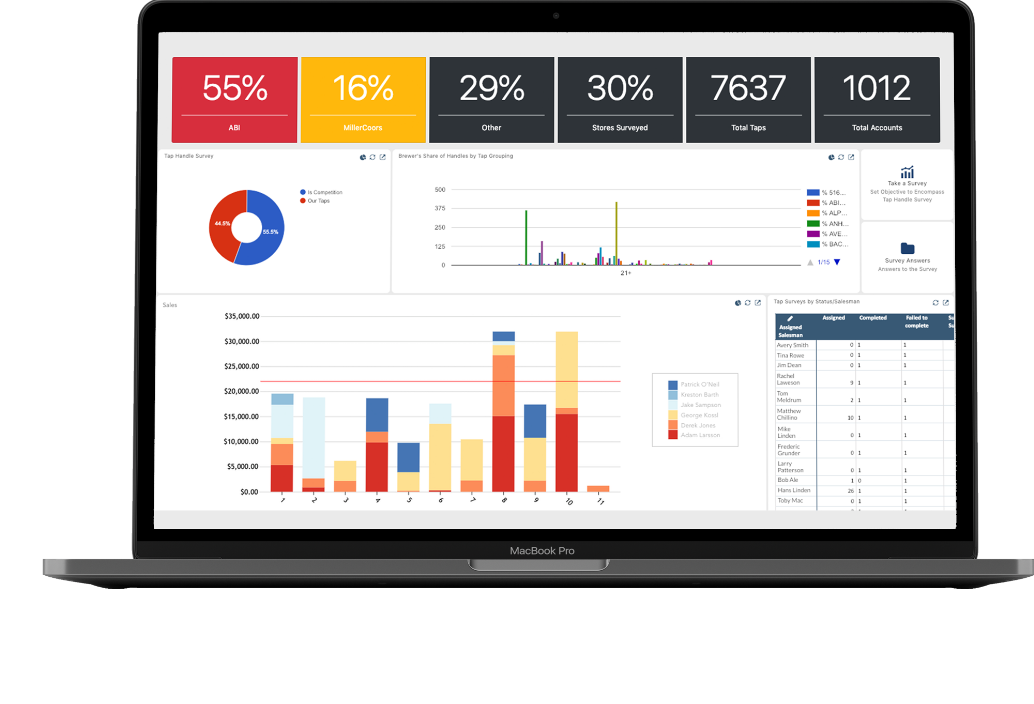 55% 16% 29% 30% 7637 1012
ABI MillerCoors Other Stores Surveyed Total Taps Total Accounts
Tap Handle Survey
Is Competition
Our Taps
44.5%
55.5%
Brewer's Share of Handles by Tap Grouping
500
375
250
125
0
21+
% 516...
% ABI...
% ALP...
% ANH...
% AVE...
% BAC...
1/15
Take a Survey
Set Objective to Encompass
Tap Handle Survey
Survey Answers
Answers to the Survey
Sales
$35,000.00
$30,000.00
$25,000.00
$20,000.00
$15,000.00
$10,000.00
$5,000.00
$0.00
1 2 3 4 5 6 7 8 9 10 11
Patrick O'Neil
Kreston Barth
Jake Sampson
George Kood
Derek Jones
Adam Larsson
Tap Surveys by Status/Salesman
Assigned
Salesman
Assigned
Completed
Failed to
complete
Su
Su
Avery Smith 0 1 1
Tina Rowe 0 1 1
Jim Dean 0 1 1
Rachel
Laweson 9 1 1
Tom
Meldrum 2 1 1
Matthew
Chillino 10 1 1
Mike
Linden 0 1 1
Frederic
Grunder 0 1 1
Larry
Patterson 0 1 1
Bob Ale 1 0 1
Hans Linden 26 1 1
Toby Mac 0 1 1
MacBook Pro